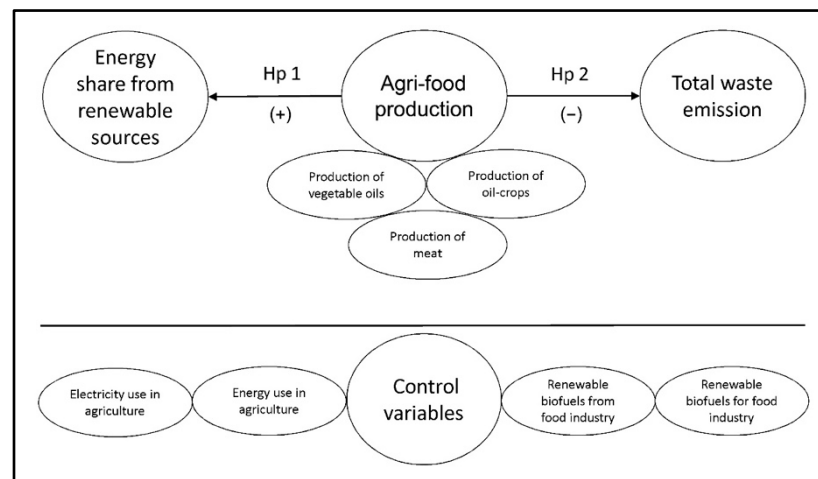 Energy
share from
renewable
sources
Hp 1
(+)
Agri-food
production
Hp 2
(−)
Total waste
emission
Production of
vegetable oils
Production of
oil-crops
Production of
meat
Electricity use in
agriculture
Energy use in
agriculture
Control
variables
Renewable
biofuels from
food industry
Renewable
biofuels for food
industry